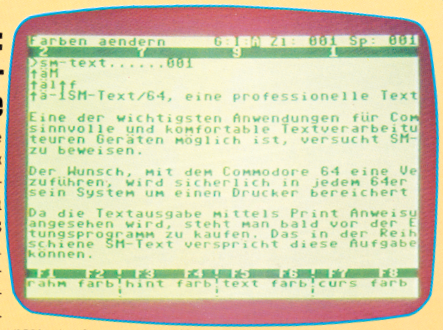 Farben aendern 6:1:A Zl: 001 Sp: 001
2 7 9 1
>sm-text......001
↑aM
↑al↑f
↑a-1SM-Text/64, eine professionelle Text
Eine der wichtigsten Anwendungen für Com
sinnvolle und komfortable Textverarbeitu
teuren Geräten möglich ist, versucht SM-
zu beweisen.
Der Wunsch, mit dem Commodore 64 eine Ve
zuführen, wird sicherlich in jedem 64er
sein System um einen Drucker bereichert
Da die Textausgabe mittels Print Anweisu
angesehen wird, steht man bald vor der E
tungsprogramm zu kaufen. Das in der Reih
schiene SM-Text verspricht diese Aufgabe
können.
F1 F2 ! F3 F4 ! F5 F6 ! F7 F8
rahm farb!hint farb!text farb!curs farb